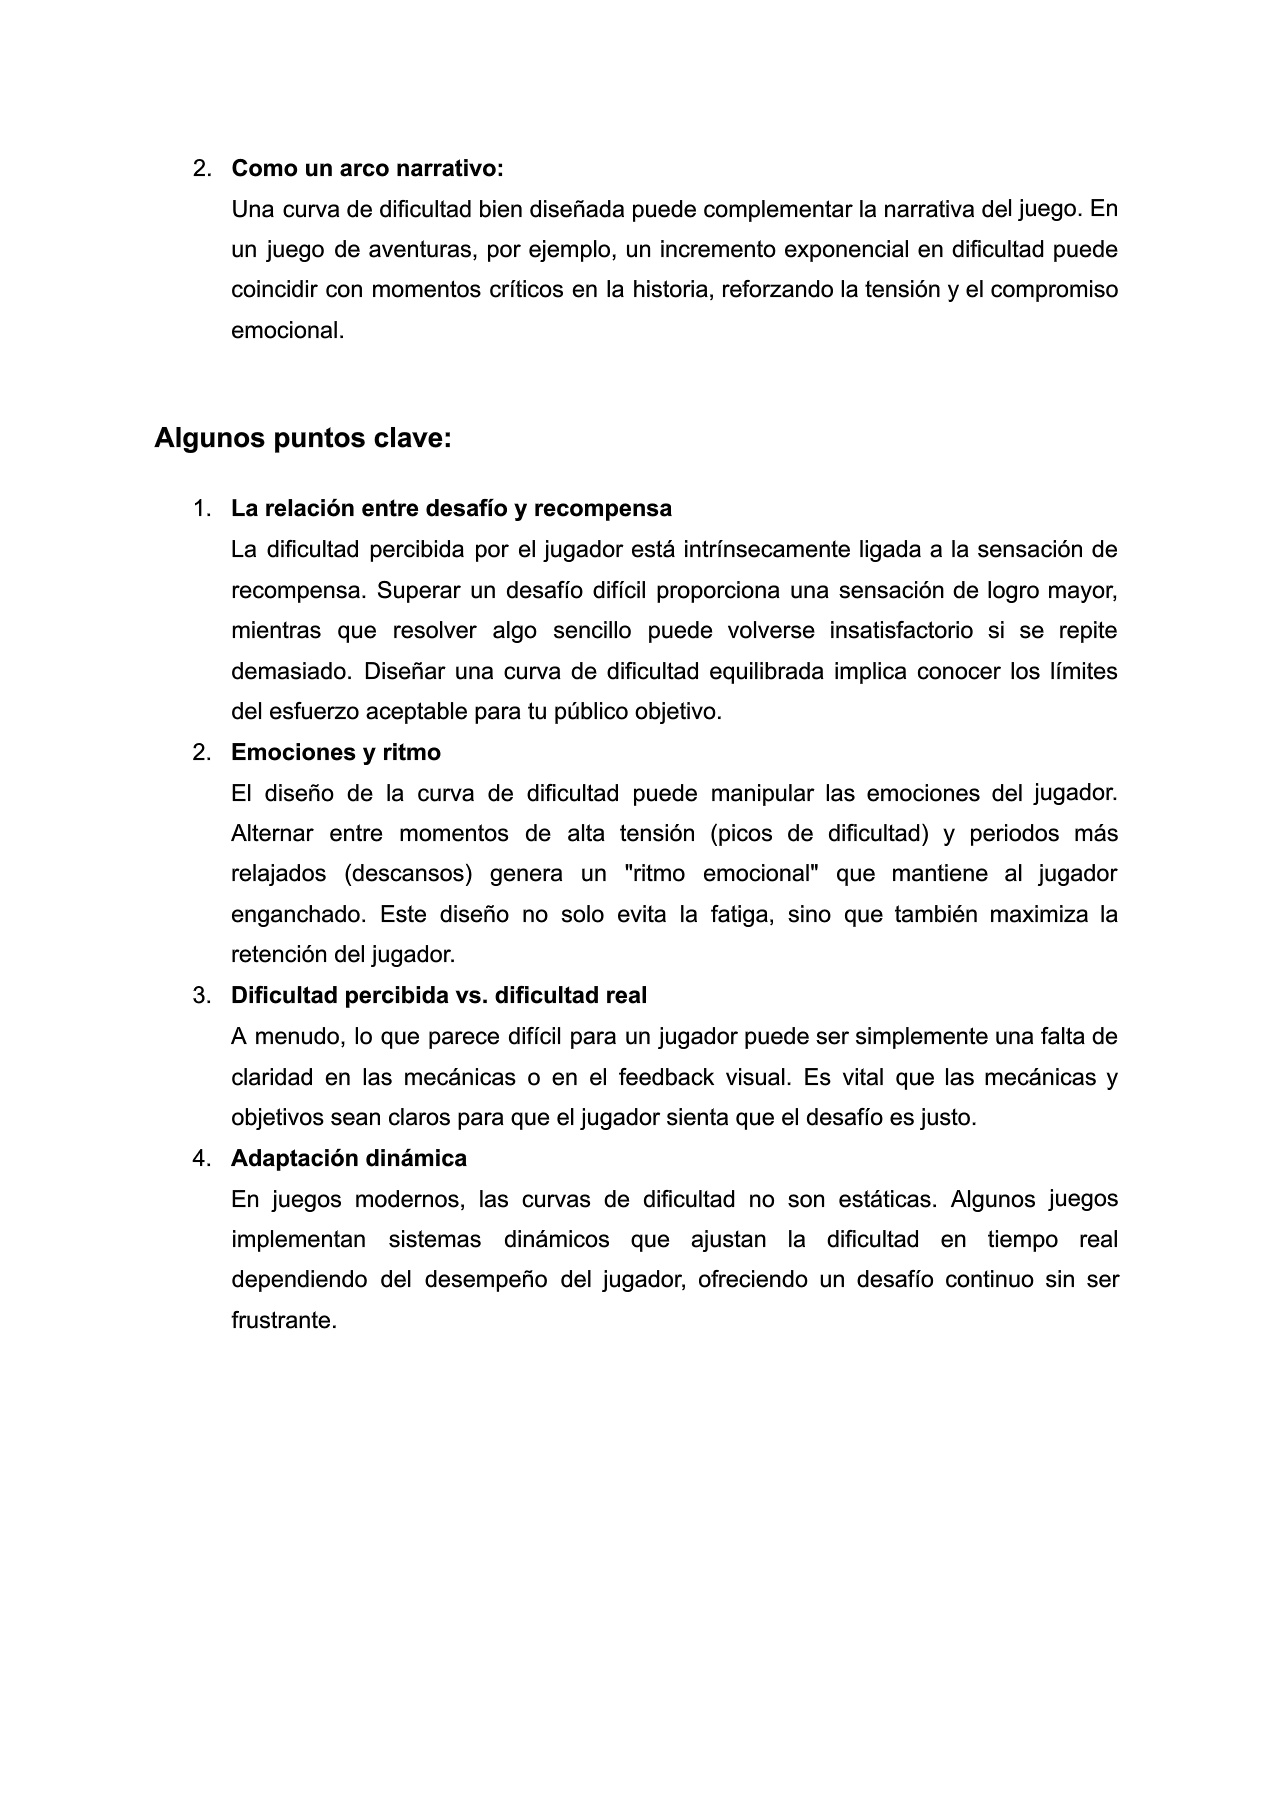 2. Como un arco narrativo:
Una curva de dificultad bien diseñada puede complementar la narrativa del juego. En
un juego de aventuras, por ejemplo, un incremento exponencial en dificultad puede
coincidir con momentos críticos en la historia, reforzando la tensión y el compromiso
emocional.
Algunos puntos clave:
1. La relación entre desafío y recompensa
La dificultad percibida por el jugador está intrínsecamente ligada a la sensación de
recompensa. Superar un desafío difícil proporciona una sensación de logro mayor,
mientras que resolver algo sencillo puede volverse insatisfactorio si se repite
demasiado. Diseñar una curva de dificultad equilibrada implica conocer los límites
del esfuerzo aceptable para tu público objetivo.
2. Emociones y ritmo
El diseño de la curva de dificultad puede manipular las emociones del jugador.
Alternar entre momentos de alta tensión (picos de dificultad) y periodos más
relajados (descansos) genera un "ritmo emocional" que mantiene al jugador
enganchado. Este diseño no solo evita la fatiga, sino que también maximiza la
retención del jugador.
3. Dificultad percibida vs. dificultad real
A menudo, lo que parece difícil para un jugador puede ser simplemente una falta de
claridad en las mecánicas o en el feedback visual. Es vital que las mecánicas y
objetivos sean claros para que el jugador sienta que el desafío es justo.
4. Adaptación dinámica
En juegos modernos, las curvas de dificultad no son estáticas. Algunos juegos
implementan sistemas dinámicos que ajustan la dificultad en tiempo real
dependiendo del desempeño del jugador, ofreciendo un desafío continuo sin ser
frustrante.